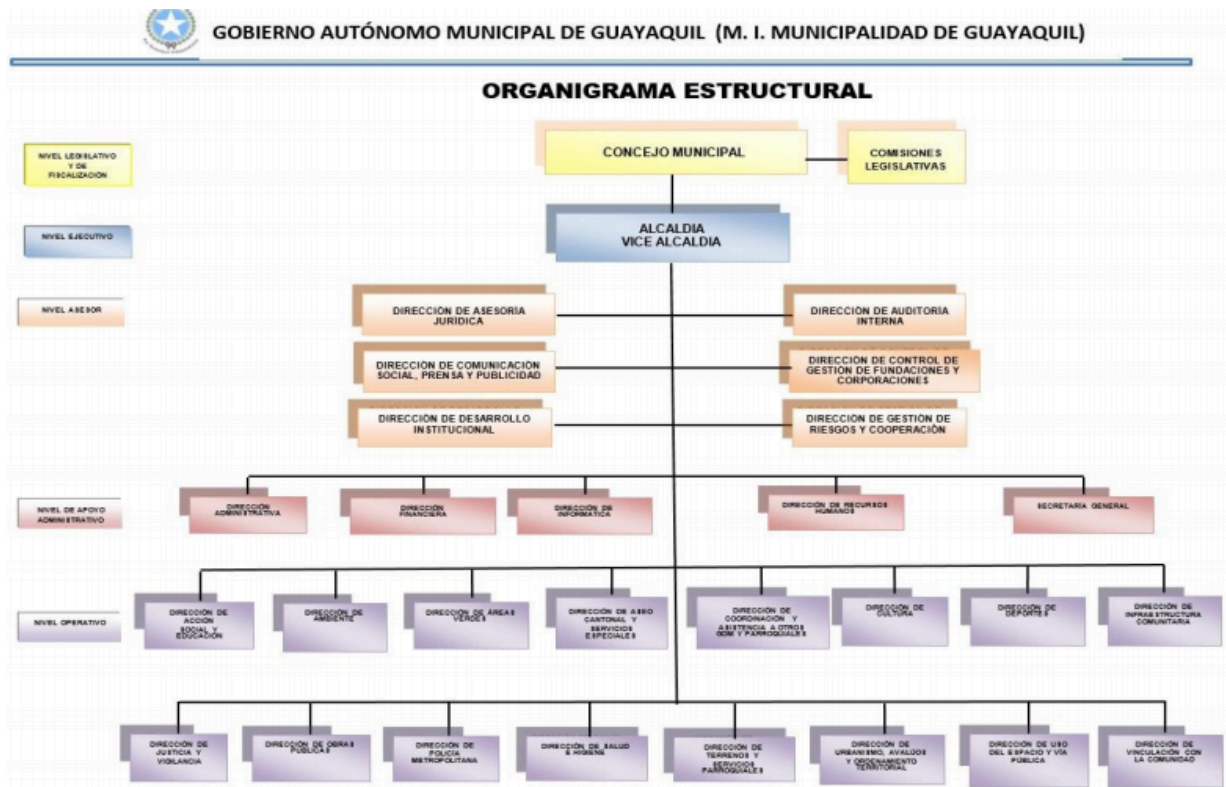 GOBIERNO AUTÓNOMO MUNICIPAL DE GUAYAQUIL (M. I. MUNICIPALIDAD DE GUAYAQUIL)
ORGANIGRAMA ESTRUCTURAL
NIVEL LEGISLATIVO
Y DE
FISCALIZACIÓN
CONCEJO MUNICIPAL
COMISIONES
LEGISLATIVAS
NIVEL EJECUTIVO
ALCALDIA
VICE ALCALDIA
NIVEL ASESOR
DIRECCIÓN DE ASESORÍA
JURÍDICA
DIRECCIÓN DE AUDITORÍA
INTERNA
DIRECCIÓN DE COMUNICACIÓN
SOCIAL, PRENSA Y PUBLICIDAD
DIRECCIÓN DE CONTROL DE
GESTIÓN DE FUNDACIONES Y
CORPORACIONES
DIRECCIÓN DE DESARROLLO
INSTITUCIONAL
DIRECCIÓN DE GESTIÓN DE
RIESGOS Y COOPERACIÓN
NIVEL DE APOYO
ADMINISTRATIVO
DIRECCIÓN
ADMINISTRATIVA
DIRECCIÓN
FINANCIERA
DIRECCIÓN DE
INFORMÁTICA
DIRECCIÓN DE RECURSOS
HUMANOS
SECRETARÍA GENERAL
NIVEL OPERATIVO
DIRECCIÓN DE
ACCIÓN
SOCIAL Y
EDUCACIÓN
DIRECCIÓN DE
AMBIENTE
DIRECCIÓN DE ÁREAS
VERDES
DIRECCIÓN DE ASEO
CANTONAL Y
SERVICIOS
ESPECIALES
DIRECCIÓN DE
COORDINACIÓN Y
ASISTENCIA A OTROS
GDM Y PARROQUIALES
DIRECCIÓN DE
CULTURA
DIRECCIÓN DE
DEPORTES
DIRECCIÓN DE
INFRAESTRUCTURA
COMUNITARIA
DIRECCIÓN DE
JUSTICIA Y
VIGILANCIA
DIRECCIÓN DE OBRAS
PÚBLICAS
DIRECCIÓN DE
POLICÍA
METROPOLITANA
DIRECCIÓN DE SALUD
E HIGIENE
DIRECCIÓN DE
TERRENOS Y
SERVICIOS
PARROQUIALES
DIRECCIÓN DE
URBANISMO, AVALÚOS
Y ORDENAMIENTO
TERRITORIAL
DIRECCIÓN DE USO
DEL ESPACIO Y VÍA
PÚBLICA
DIRECCIÓN DE
VINCULACIÓN CON
LA COMUNIDAD